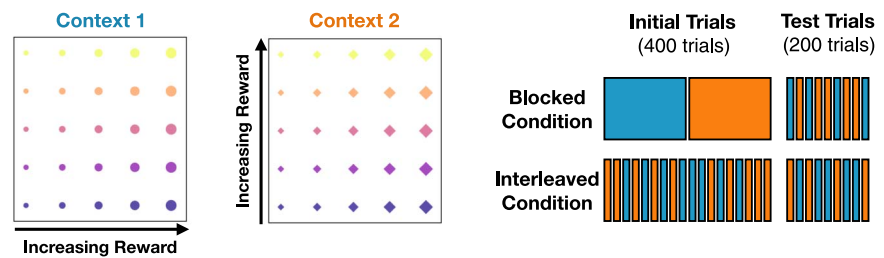 Context 1
Increasing Reward
Context 2
Increasing Reward
Initial Trials
(400 trials)
Test Trials
(200 trials)
Blocked
Condition
Interleaved
Condition